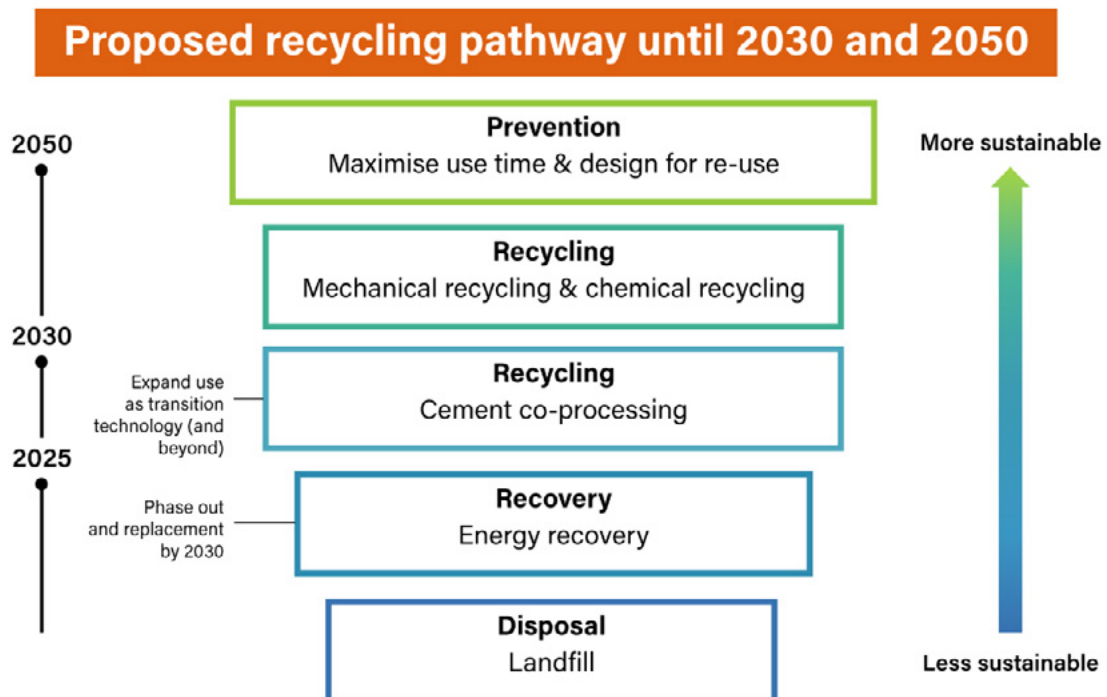 Proposed recycling pathway until 2030 and 2050
2050
Prevention
Maximise use time & design for re-use
More sustainable
Recycling
Mechanical recycling & chemical recycling
2030
Expand use
as transition
technology (and
beyond)
Recycling
Cement co-processing
2025
Phase out
and replacement
by 2030
Recovery
Energy recovery
Disposal
Landfill
Less sustainable